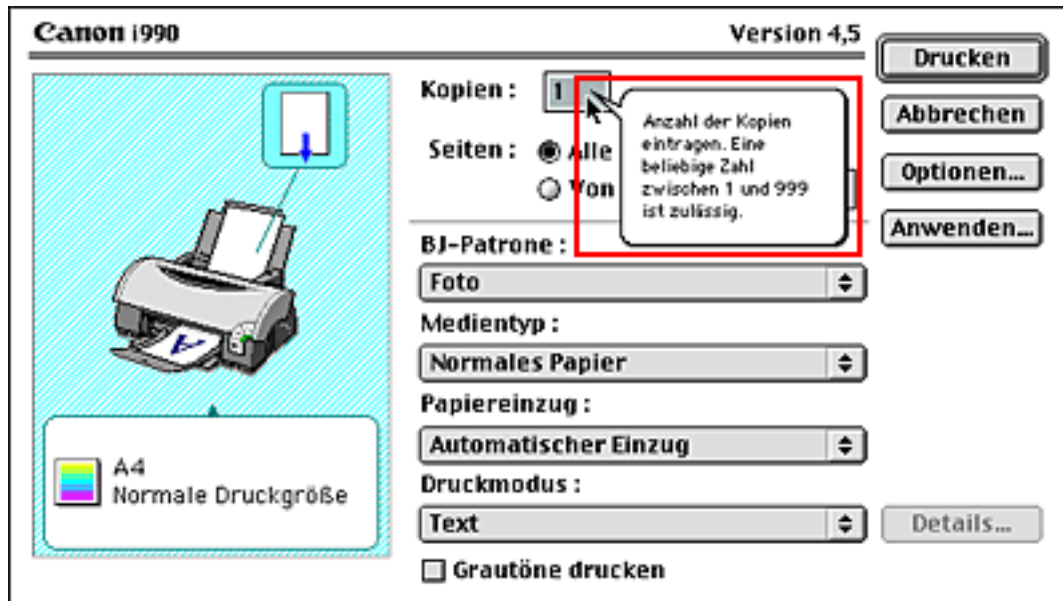 Canon i990
Version 4,5
Drucken
Kopien : 1
Abbrechen
Anzahl der Kopien
eintragen. Eine
beliebige Zahl
zwischen 1 und 999
ist zulässig.
Seiten : Alle
Von
Optionen...
Anwenden...
BJ-Patrone :
Foto
Medientyp :
Normales Papier
Papiereinzug :
Automatischer Einzug
Druckmodus :
Text
Details...
Grautöne drucken
A4
Normale Druckgröße